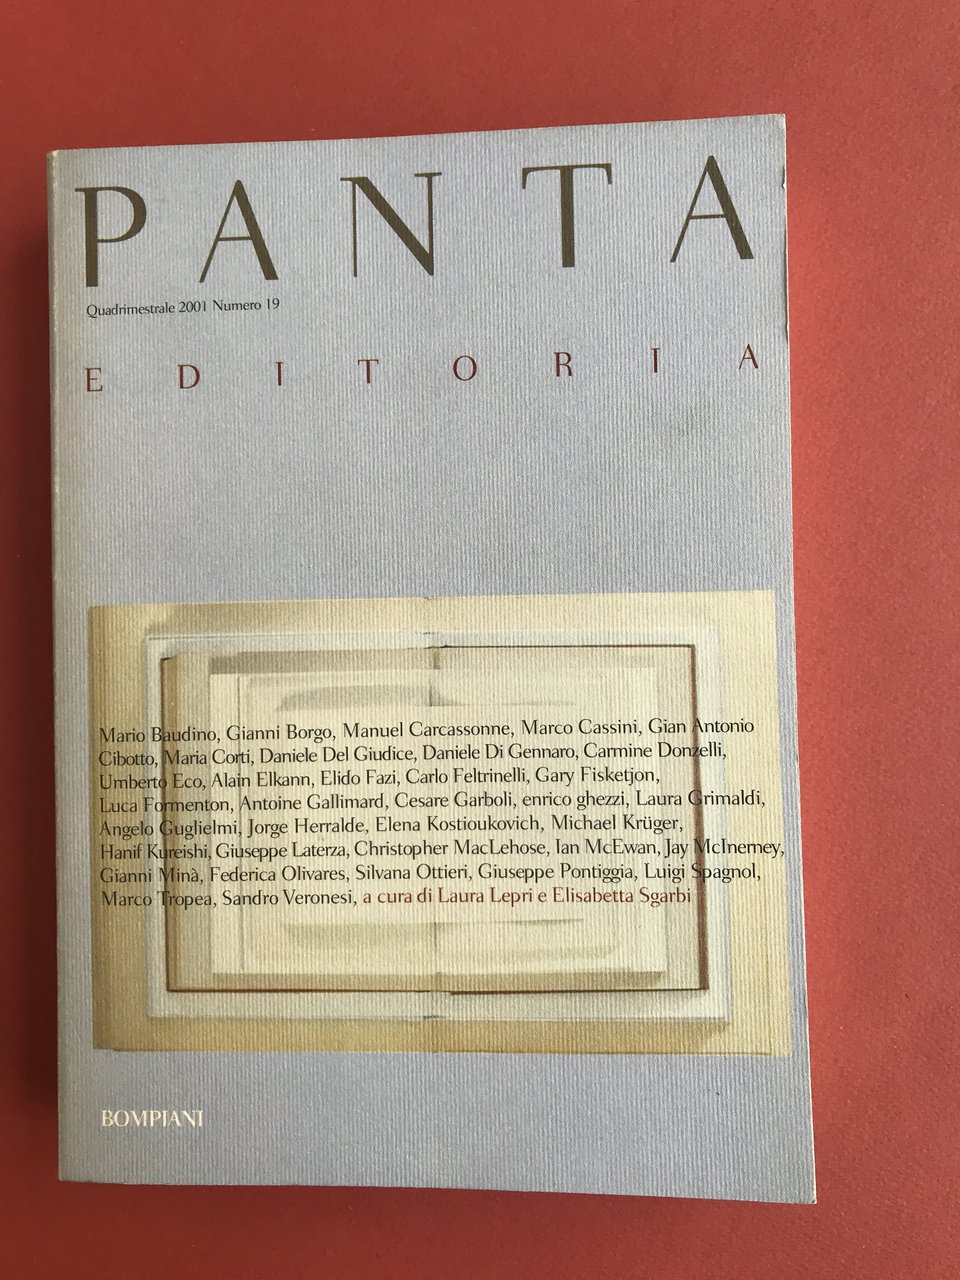 PANTA
Quadrimestrale 2001 Numero 19
EDITORIA
Mario Baudino, Gianni Borgo, Manuel Carcassonne, Marco Cassini, Gian Antonio
Cibotto, Maria Corti, Daniele Del Giudice, Daniele Di Gennaro, Carmine Donzelli,
Umberto Eco, Alain Elkann, Elido Fazi, Carlo Feltrinelli, Gary Fisketjon,
Luca Formenton, Antoine Gallimard, Cesare Garboli, enrico ghezzi, Laura Grimaldi,
Angelo Guglielmi, Jorge Herralde, Elena Kostioukovich, Michael Krüger,
Hanif Kureishi, Giuseppe Laterza, Christopher MacLehose, Ian McEwan, Jay McInerney,
Gianni Minà, Federica Olivares, Silvana Ottieri, Giuseppe Pontiggia, Luigi Spagnol,
Marco Tropea, Sandro Veronesi, a cura di Laura Lepri e Elisabetta Sgarbi
BOMPIANI